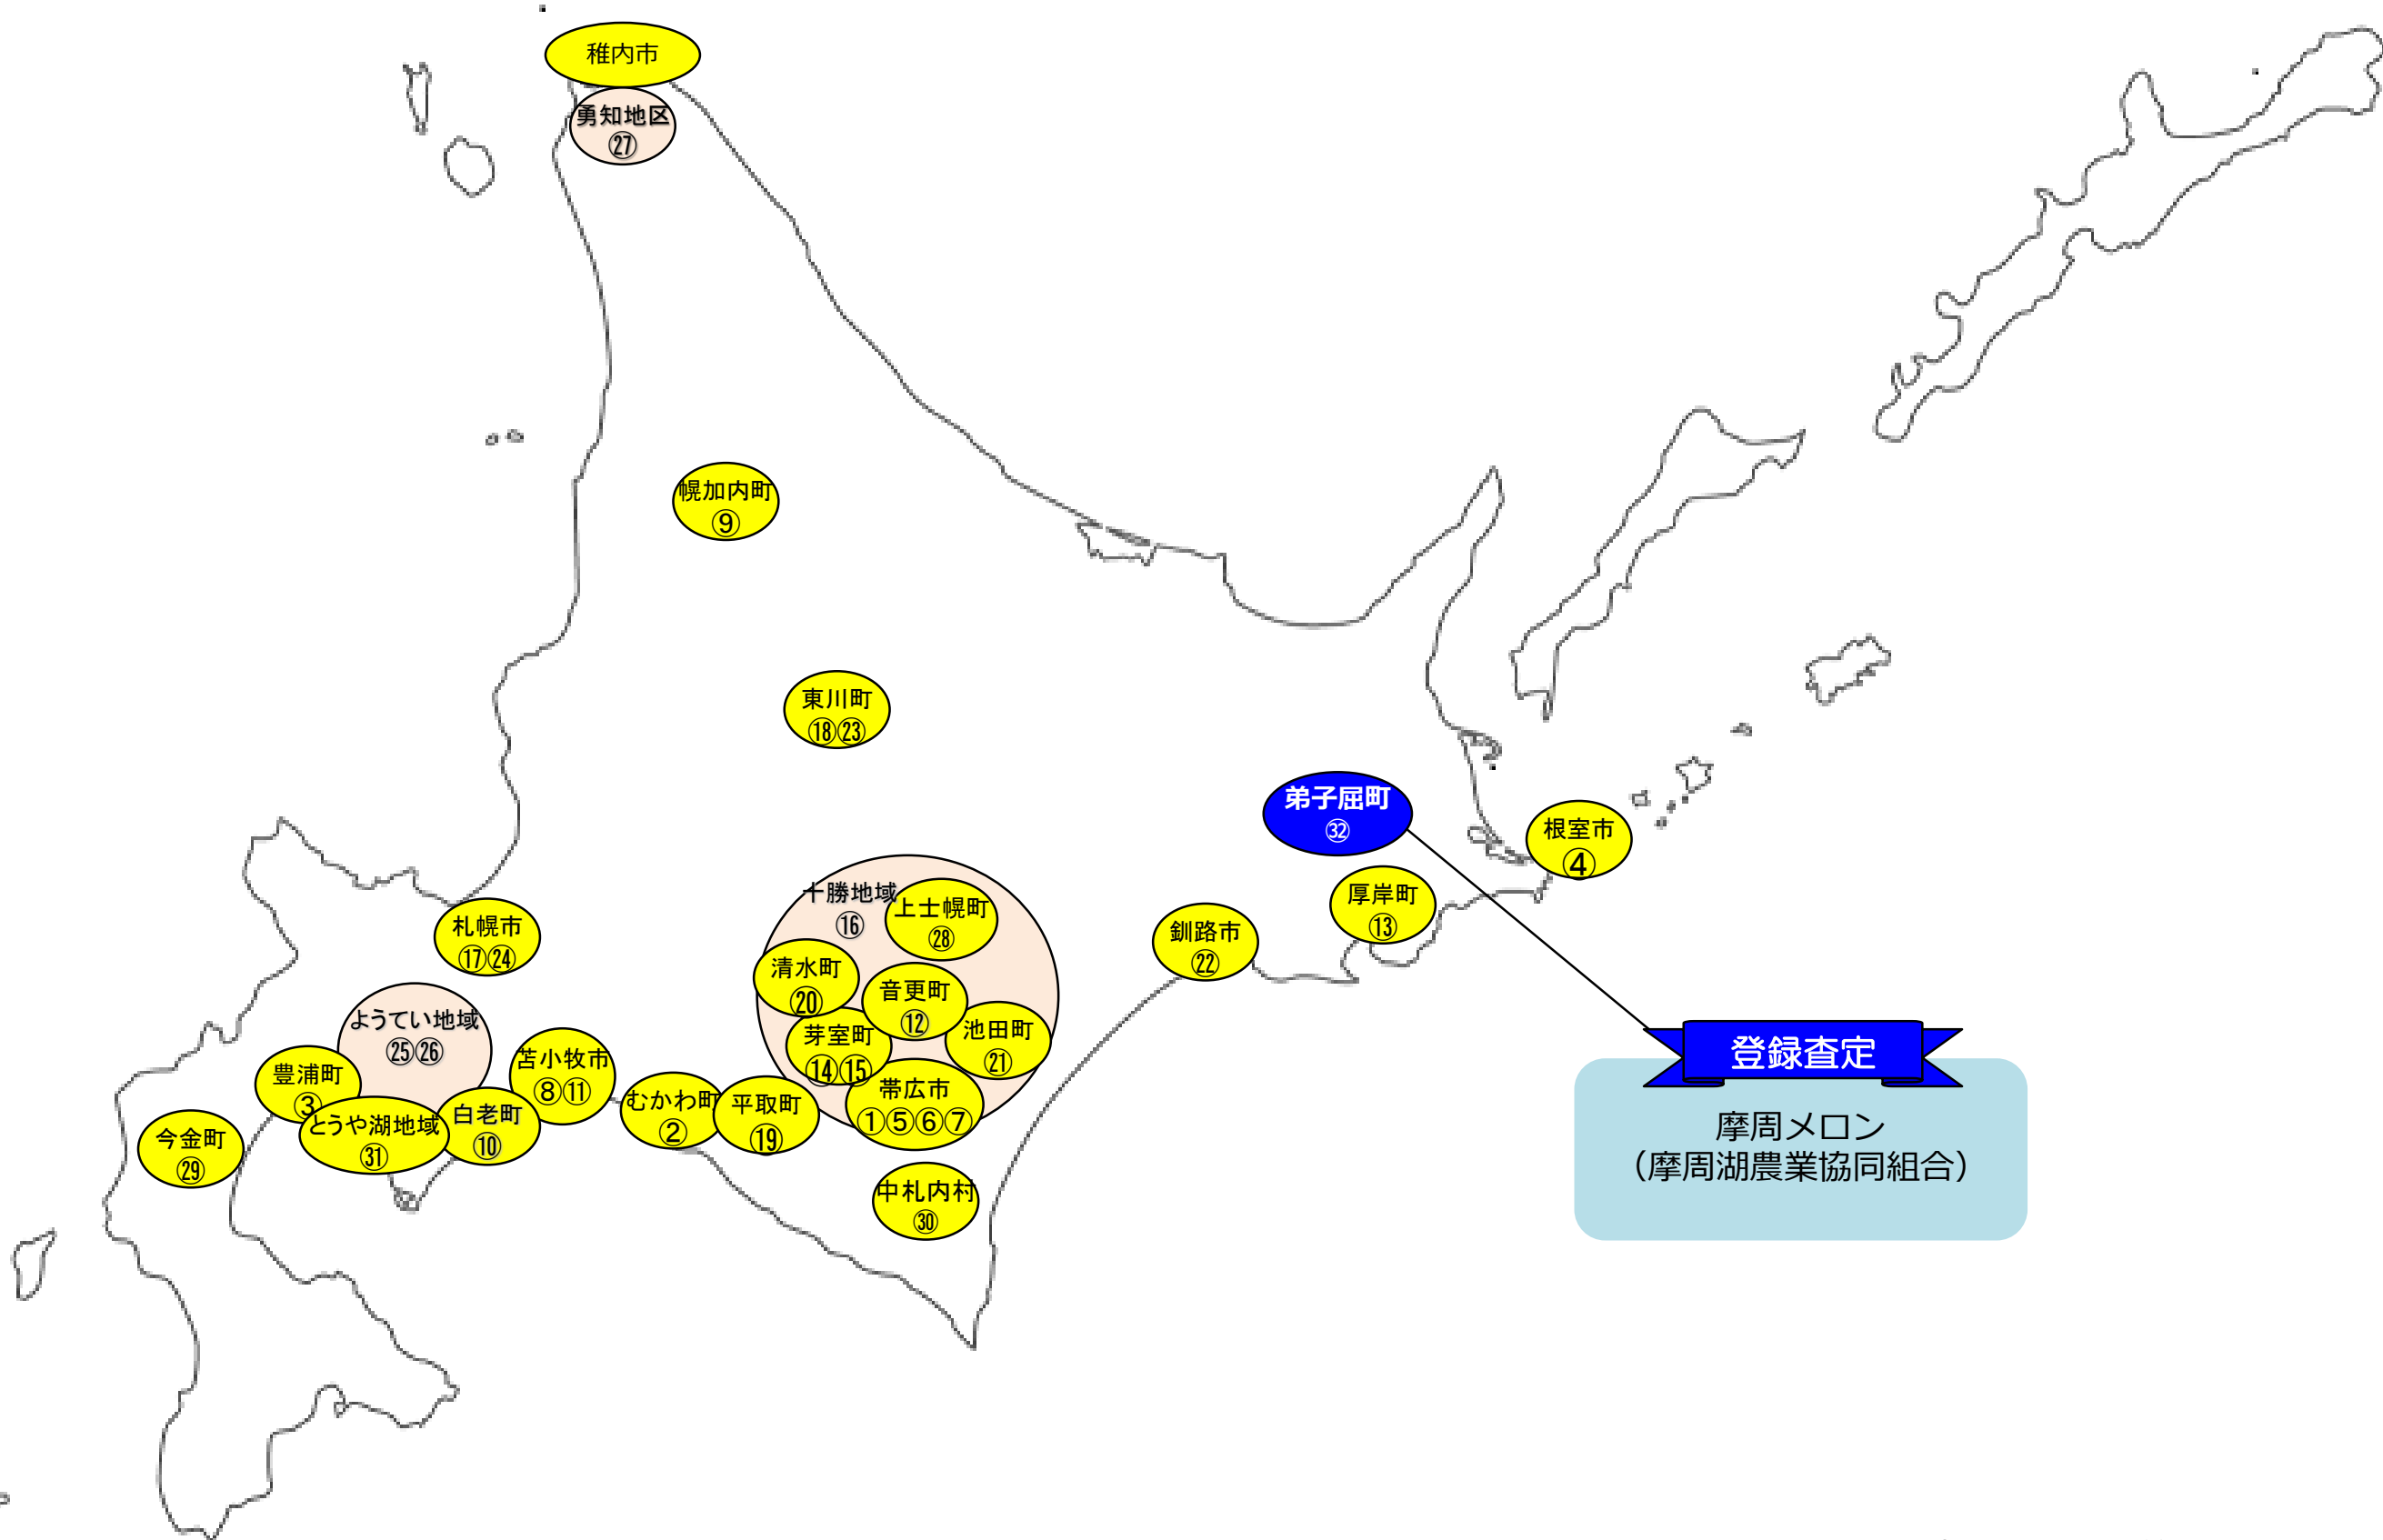 稚内市
勇知地区
㉗
幌加内町
⑨
東川町
⑱㉓
弟子屈町
㉜
根室市
④
厚岸町
⑬
釧路市
㉒
十勝地域
⑯
上士幌町
㉘
清水町
⑳
音更町
⑫
池田町
㉑
芽室町
⑭⑮
帯広市
①⑤⑥⑦
中札内村
㉚
札幌市
⑰㉔
ようてい地域
㉕㉖
苫小牧市
⑧⑪
むかわ町
②
平取町
⑲
豊浦町
③
とうや湖地域
㉛
白老町
⑩
今金町
㉙
登録査定
摩周メロン
（摩周湖農業協同組合）